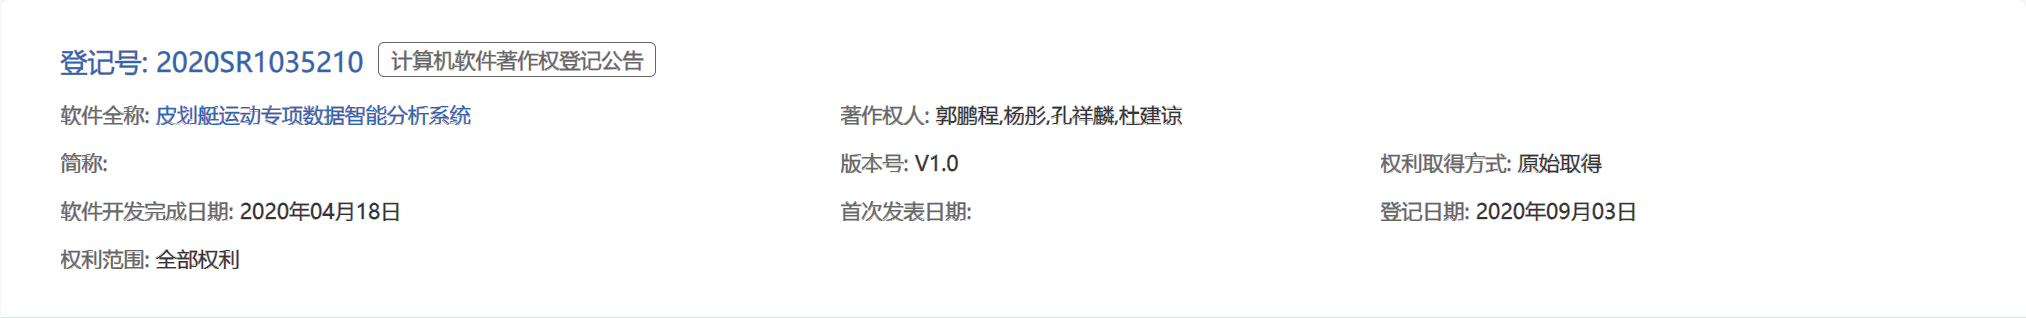 登记号: 2020SR1035210 计算机软件著作权登记公告
软件全称: 皮划艇运动专项数据智能分析系统 著作权人: 郭鹏程,杨彤,孔祥麟,杜建谅
简称: 版本号: V1.0 权利取得方式: 原始取得
软件开发完成日期: 2020年04月18日 首次发表日期: 登记日期: 2020年09月03日
权利范围: 全部权利